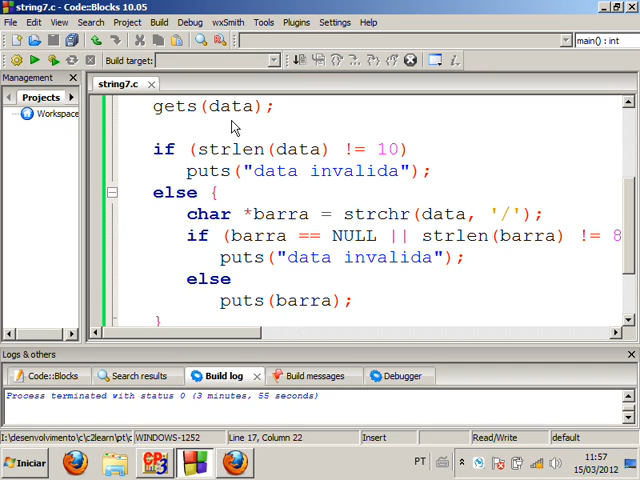 string7.c - Code::Blocks 10.05
File Edit View Search Project Build Debug wxSmith Tools Plugins Settings Help
main() : int
Build target:
Management
Projects
Workspace
string7.c
gets(data);
if (strlen(data) != 10)
puts("data invalida");
else {
char *barra = strchr(data, '/');
if (barra == NULL || strlen(barra) != 8
puts("data invalida");
else
puts(barra);
}
Logs & others
Code::Blocks Search results Build log Build messages Debugger
Process terminated with status 0 (3 minutes, 55 seconds)
I:\desenvolvimento\c\c2learn\pt\c WINDOWS-1252 Line 17, Column 22 Insert Read/Write default
Iniciar PT 11:57
15/03/2012